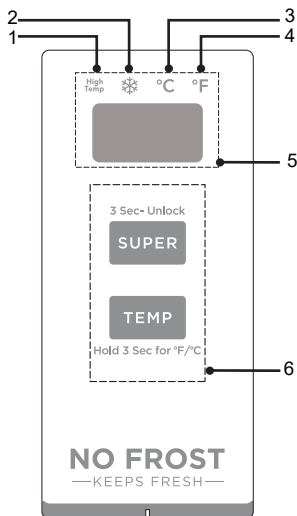 2
3
1
4
High
Temp
°C
°F
5
3 Sec- Unlock
SUPER
TEMP
Hold 3 Sec for °F/°C
6
NO FROST
KEEPS FRESH